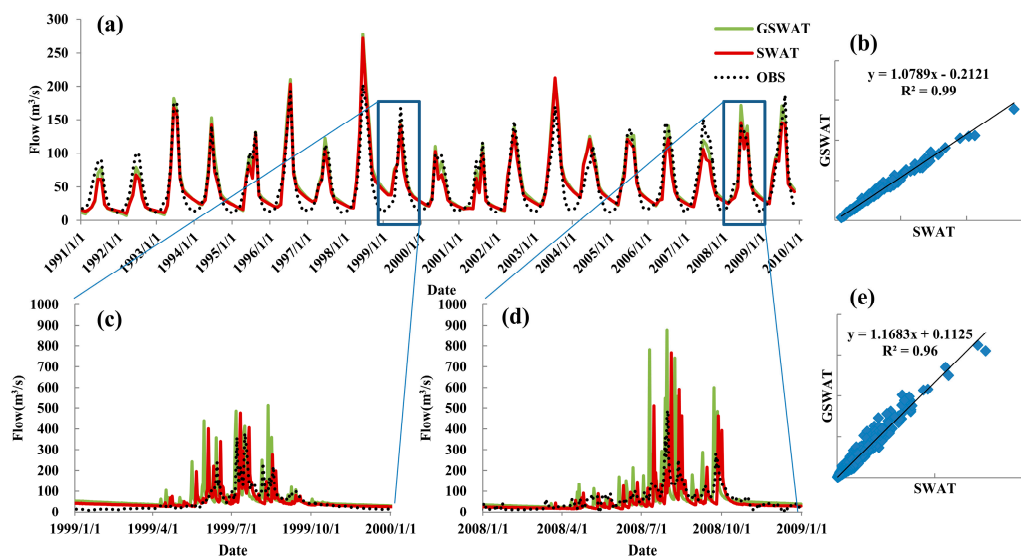 (a)
300
250
200
150
100
50
0
Flow (m³/s)
GSWAT
SWAT
OBS
1991/1/1
1992/1/1
1993/1/1
1994/1/1
1995/1/1
1996/1/1
1997/1/1
1998/1/1
1999/1/1
2000/1/1
2001/1/1
2002/1/1
2003/1/1
2004/1/1
2005/1/1
2006/1/1
2007/1/1
2008/1/1
2009/1/1
2010/1/1
Date
(b)
y = 1.0789x - 0.2121
R² = 0.99
GSWAT
SWAT
(c)
1000
900
800
700
600
500
400
300
200
100
0
Flow(m³/s)
1999/1/1
1999/4/1
1999/7/1
1999/10/1
2000/1/1
Date
(d)
1000
900
800
700
600
500
400
300
200
100
0
Flow(m³/s)
2008/1/1
2008/4/1
2008/7/1
2008/10/1
2009/1/1
Date
(e)
y = 1.1683x + 0.1125
R² = 0.96
GSWAT
SWAT